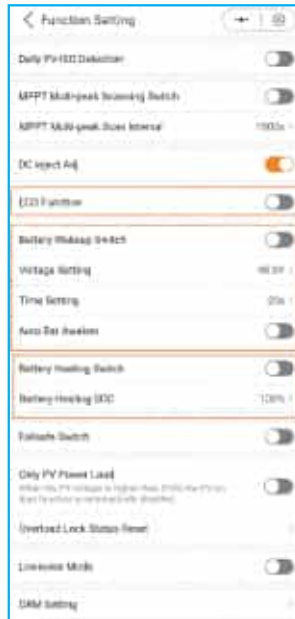 Function Setting
Daily PV-ISO Detection
MPPT Multi-peak Scanning Switch
MPPT Multi-peak Scan Interval
DC Inject Adj
ECO Function
Battery Wakeup Switch
Voltage Setting
Time Setting
Auto Bat Awaken
Battery Heating Switch
Battery Heating SOC
100%
Failsafe Switch
Only PV Power Load
Overload Lock Status Reset
Lossless Mode
DRM Setting